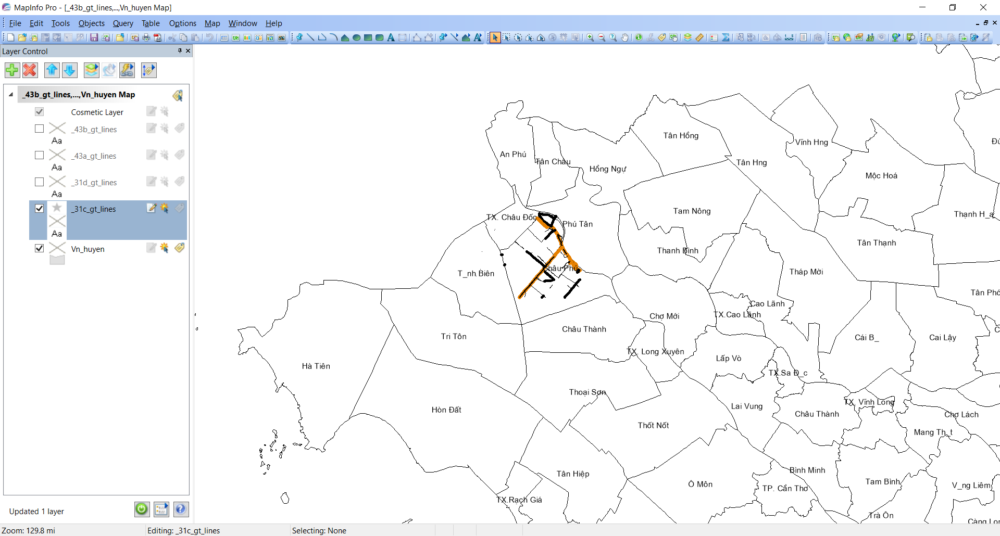 MapInfo Pro - [_43b_gt_lines,...,Vn_huyen Map]
File Edit Tools Objects Query Table Options Map Window Help
Layer Control
_43b_gt_lines,...,Vn_huyen Map
Cosmetic Layer
_43b_gt_lines
Aa
_43a_gt_lines
Aa
_31d_gt_lines
Aa
_31c_gt_lines
Aa
Vn_huyen
Updated 1 layer
Tân Hồng
Vĩnh Hng
An Phú
Tân Châu
Hồng Ngự
Tân Hng
Mộc Hoá
Tam Nông
Thạnh H_a
TX. Châu Đốc
Phú Tân
Tân Thạnh
Thanh Bình
T_nh Biên
Châu Phú
Tháp Mời
Cao Lãnh
TX.Cao Lãnh
Chợ Mới
Châu Thành
Tri Tôn
Cái B_
Cai Lậy
TX. Long Xuyên
Lấp Vò
Hà Tiên
TX.Sa Đ_c
Thoại Sơn
Lai Vung
TX. Vĩnh Long
Hòn Đất
Châu Thành
Chợ Lách
Thốt Nốt
Mang Th_t
Tân Hiệp
Bình Minh
Ô Môn
TP. Cần Thơ
Tam Bình
V_ng Liêm
TX.Rạch Giá
Trà Ôn
Zoom: 129.8 mi
Editing: _31c_gt_lines
Selecting: None